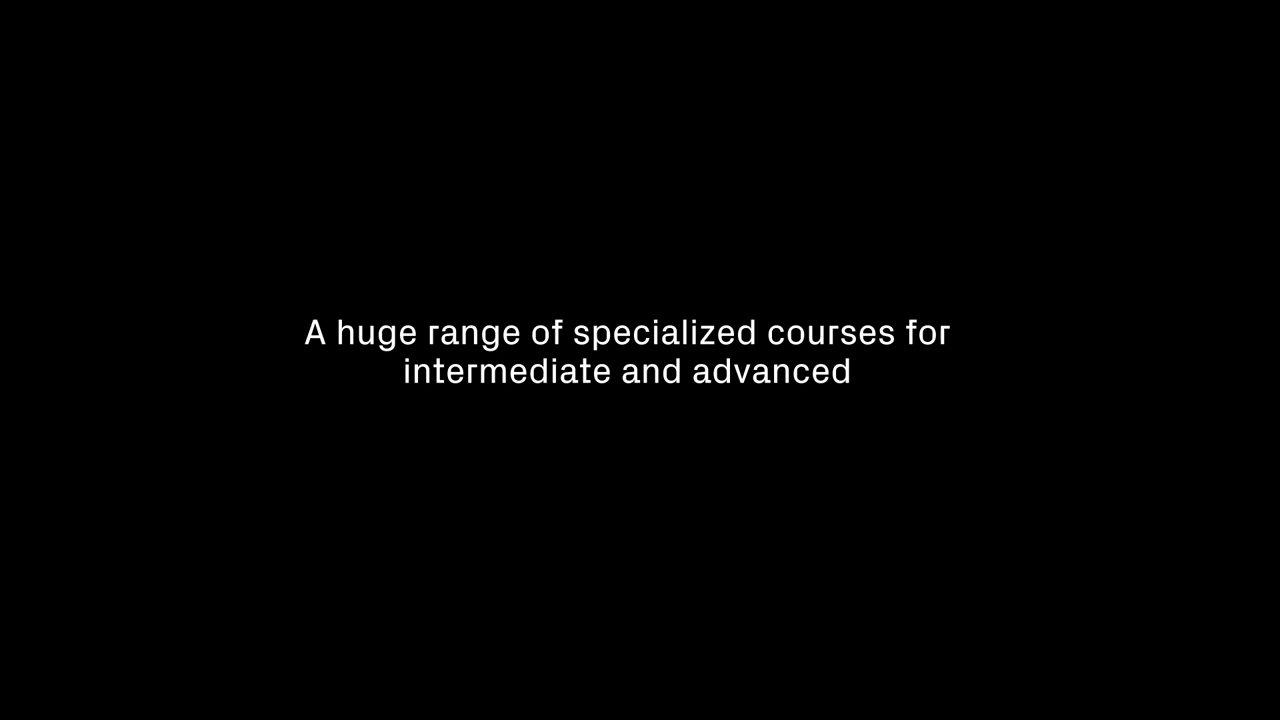 A huge range of specialized courses for
intermediate and advanced